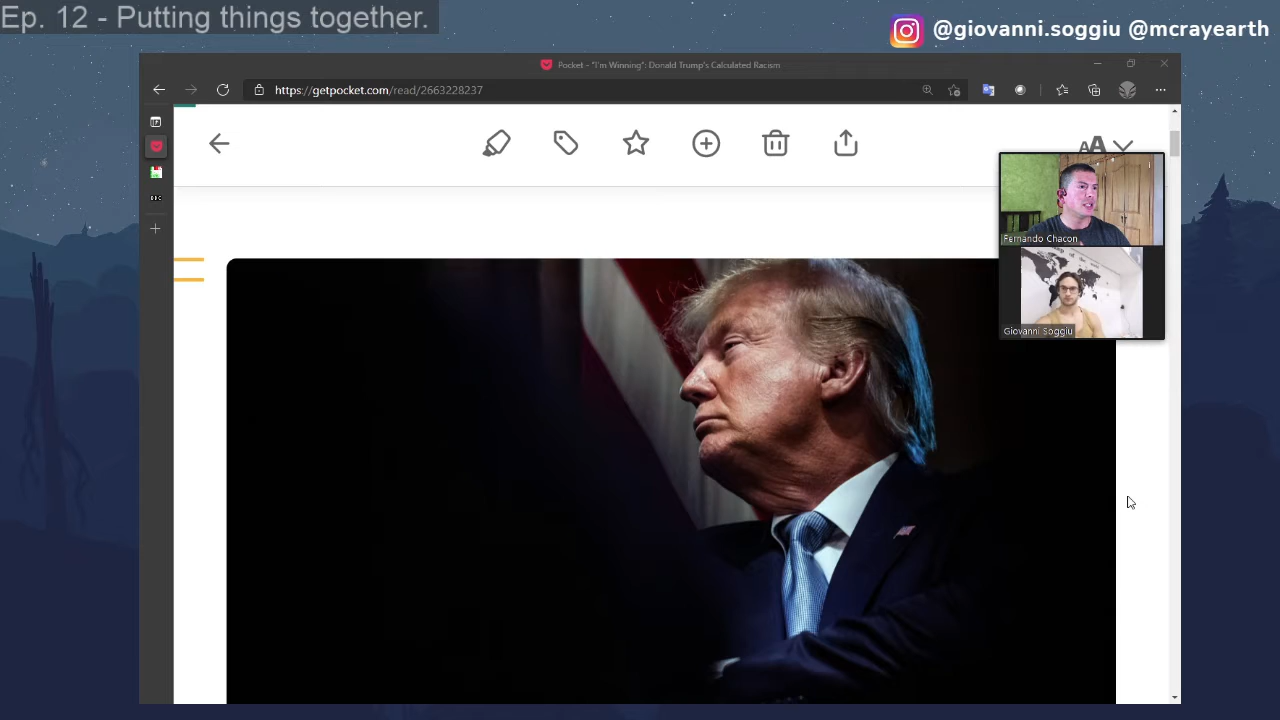 Ep. 12 - Putting things together.
@giovanni.soggiu @mcrayearth
Pocket - "I'm Winning": Donald Trump's Calculated Racism
https://getpocket.com/read/2663228237
AA
Fernando Chacon
Giovanni Soggiu